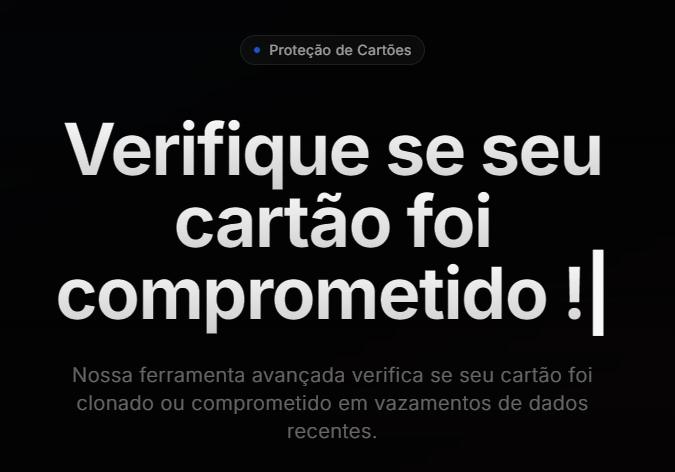 Proteção de Cartões
Verifique se seu
cartão foi
comprometido !|
Nossa ferramenta avançada verifica se seu cartão foi
clonado ou comprometido em vazamentos de dados
recentes.